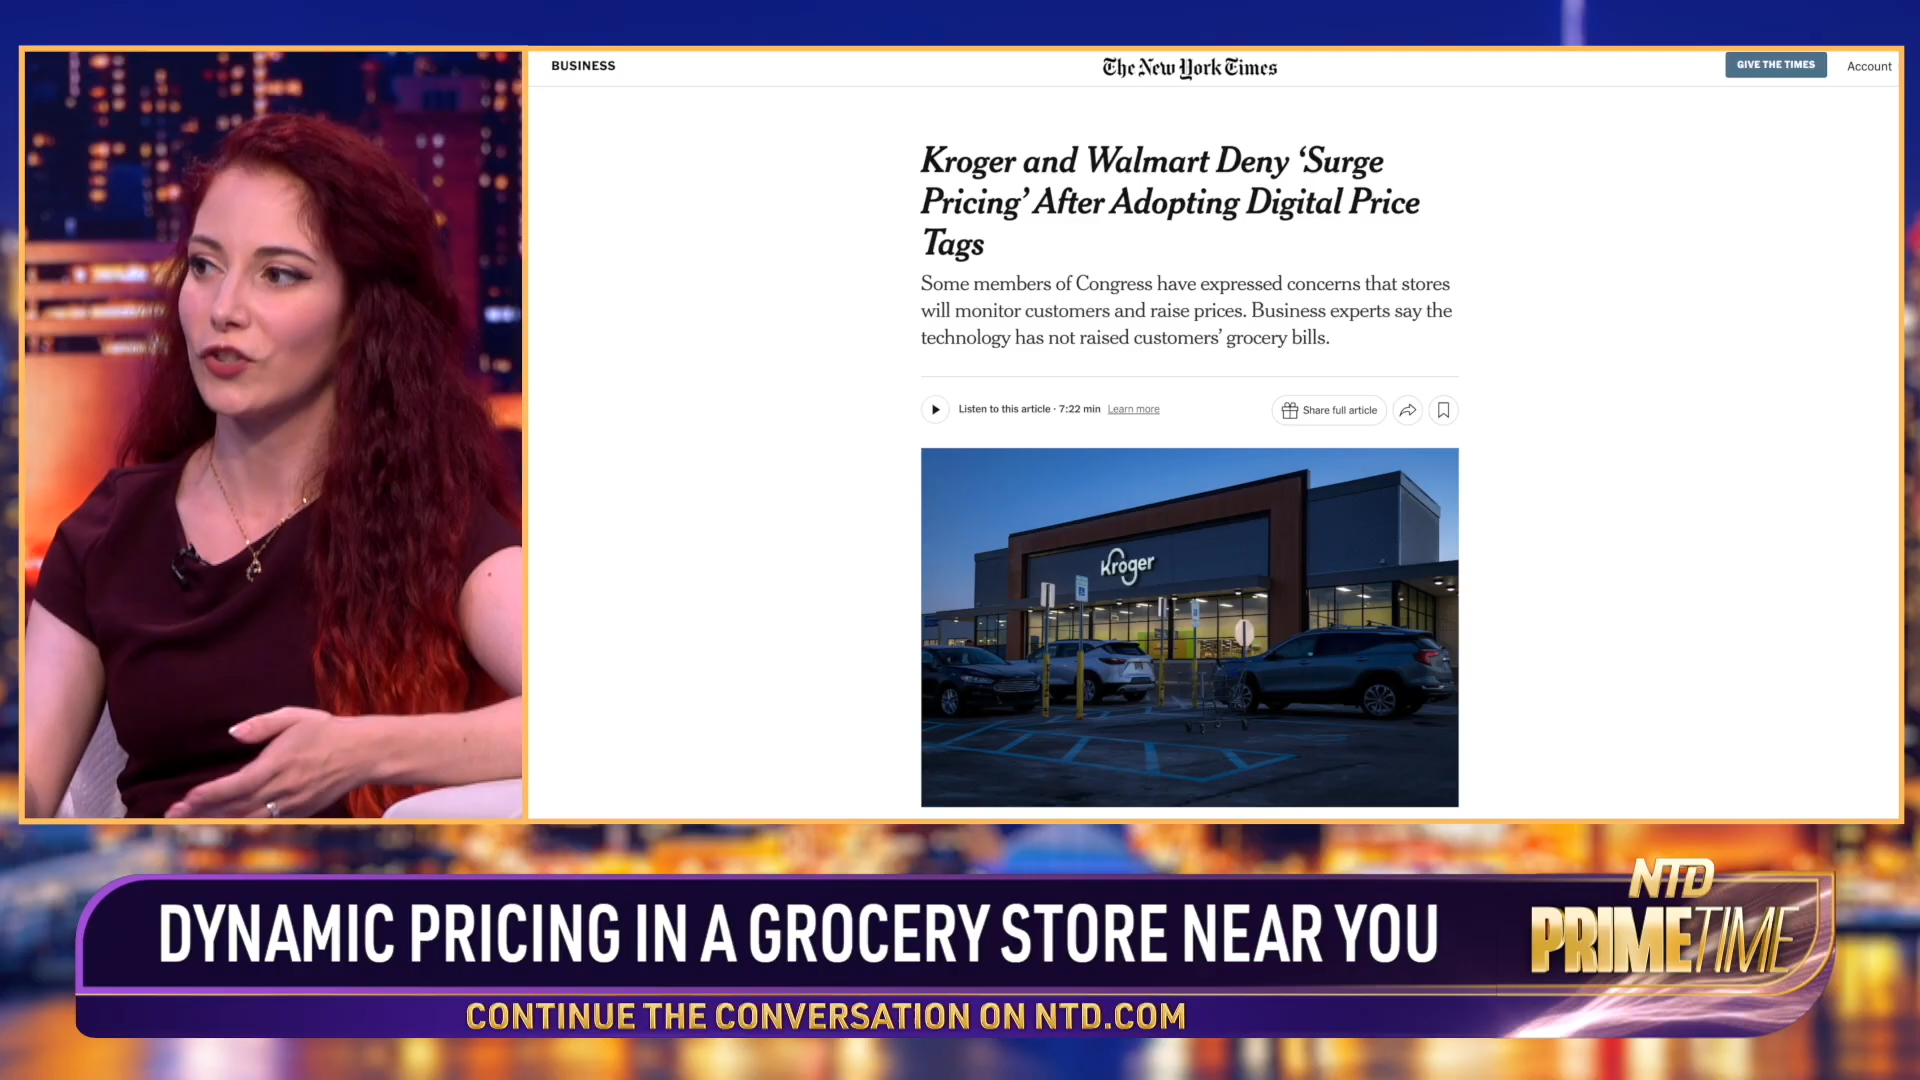 BUSINESS
The New York Times
GIVE THE TIMES
Account
Kroger and Walmart Deny ‘Surge
Pricing’ After Adopting Digital Price
Tags
Some members of Congress have expressed concerns that stores
will monitor customers and raise prices. Business experts say the
technology has not raised customers’ grocery bills.
Listen to this article · 7:22 min Learn more
Share full article
Kroger
DYNAMIC PRICING IN A GROCERY STORE NEAR YOU
NTD
PRIMETIME
CONTINUE THE CONVERSATION ON NTD.COM